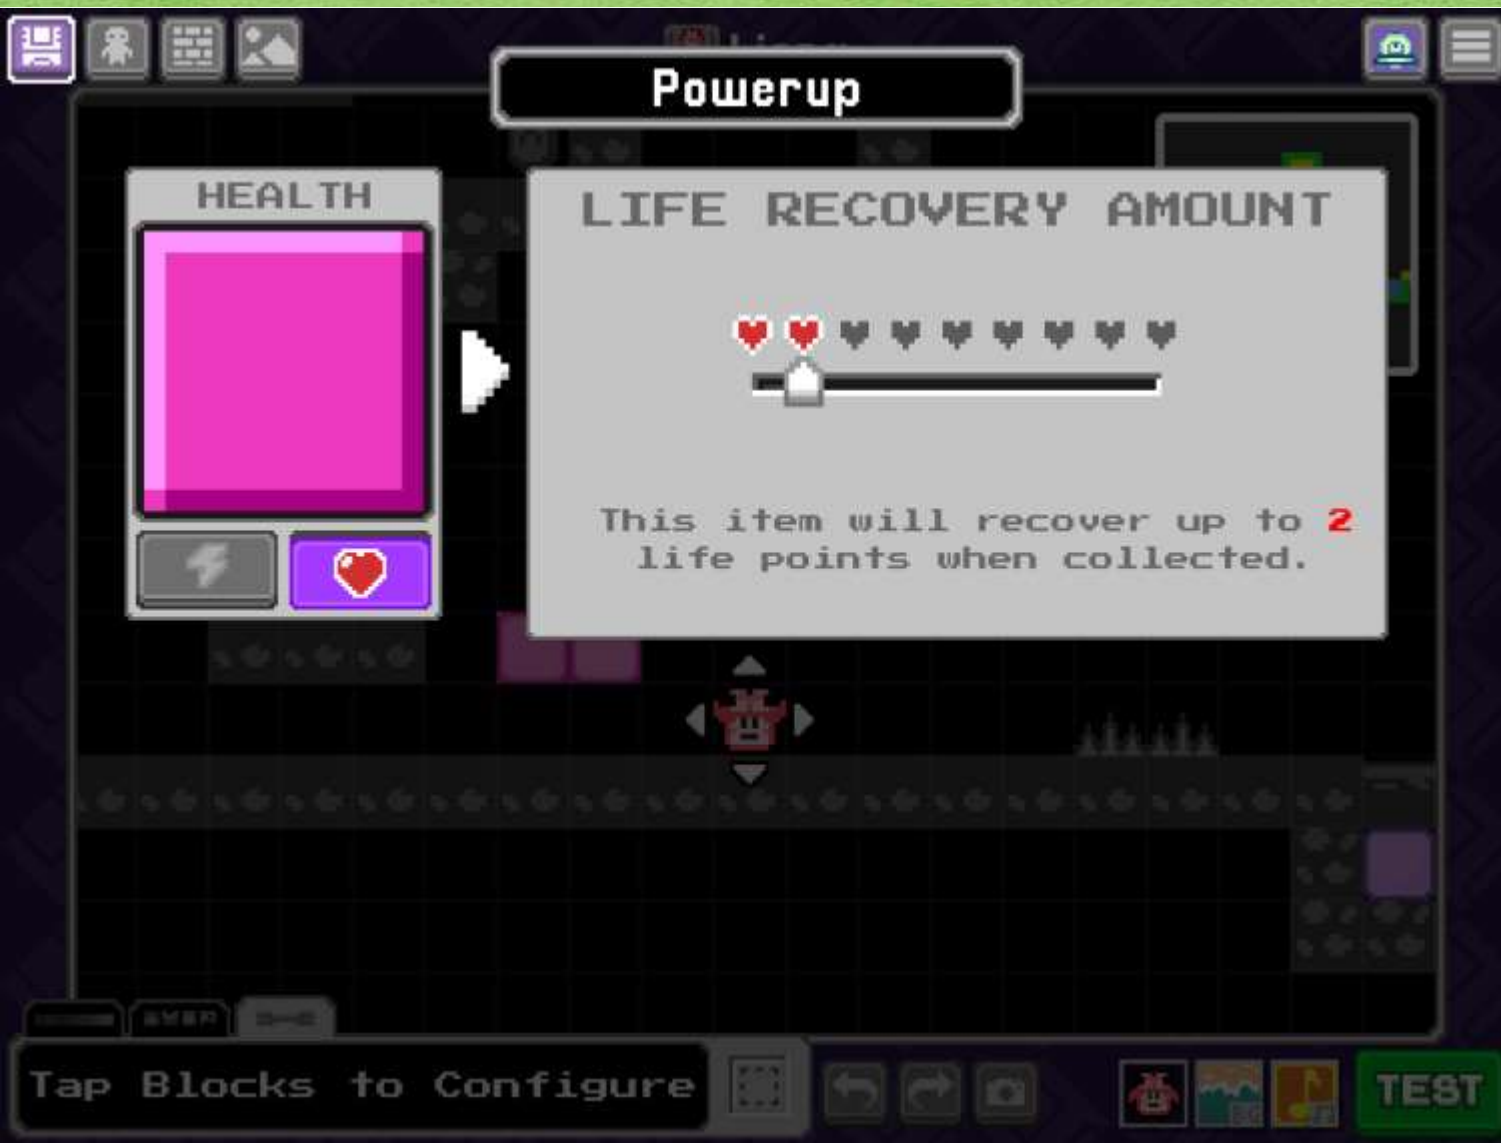 Powerup
HEALTH
LIFE RECOVERY AMOUNT
This item will recover up to 2
life points when collected.
Tap Blocks to Configure
TEST